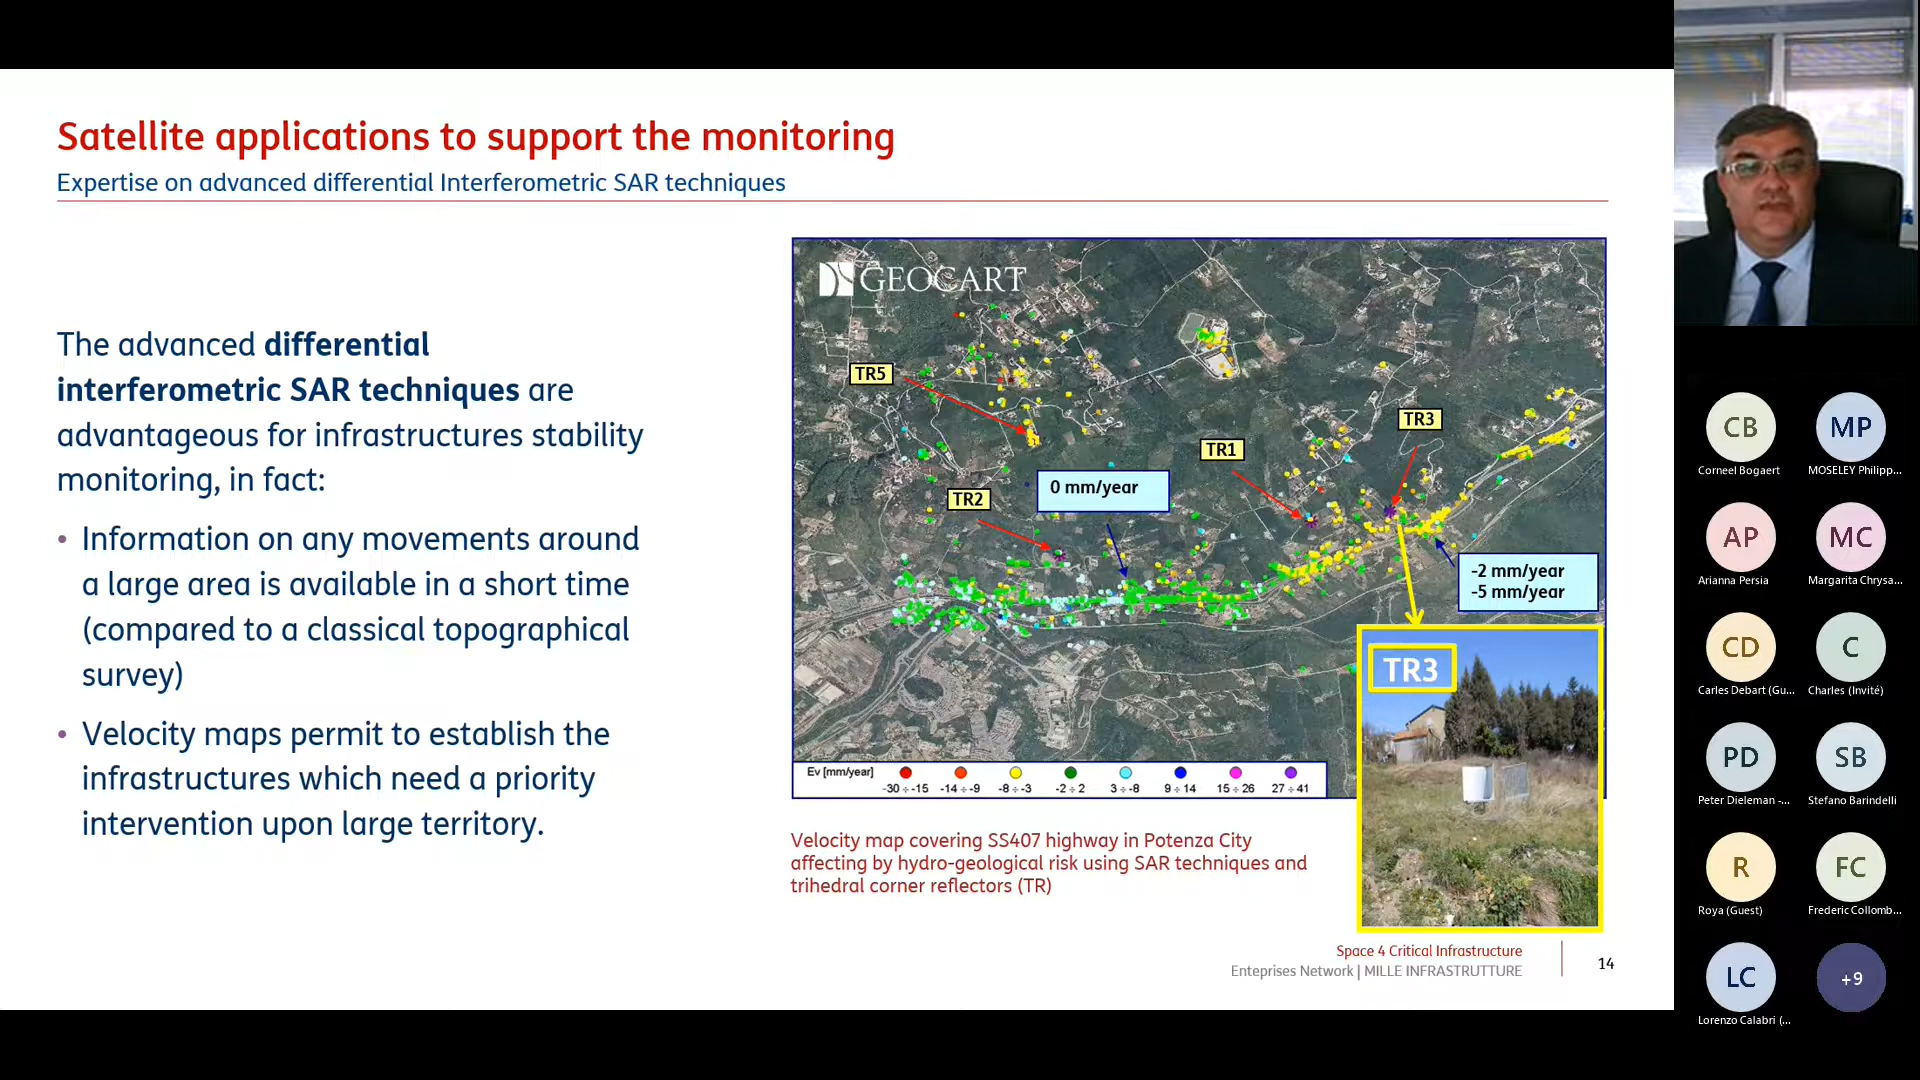 Satellite applications to support the monitoring
Expertise on advanced differential Interferometric SAR techniques
The advanced differential
interferometric SAR techniques are
advantageous for infrastructures stability
monitoring, in fact:
• Information on any movements around
a large area is available in a short time
(compared to a classical topographical
survey)
• Velocity maps permit to establish the
infrastructures which need a priority
intervention upon large territory.
GEOCART
TR5
TR3
TR1
0 mm/year
TR2
-2 mm/year
-5 mm/year
TR3
Ev [mm/year]
-30 ÷ -15 -14 ÷ -9 -8 ÷ -3 -2 ÷ 2 3 ÷ -8 9 ÷ 14 15 ÷ 26 27 ÷ 41
Velocity map covering SS407 highway in Potenza City
affecting by hydro-geological risk using SAR techniques and
trihedral corner reflectors (TR)
Space 4 Critical Infrastructure
Enteprises Network | MILLE INFRASTRUTTURE
14
CB MP
Corneel Bogaert MOSELEY Philipp...
AP MC
Arianna Persia Margarita Chrysa...
CD C
Carles Debart (Gu... Charles (Invité)
PD SB
Peter Dieleman -... Stefano Barindelli
R FC
Roya (Guest) Frederic Collomb...
LC +9
Lorenzo Calabri (...